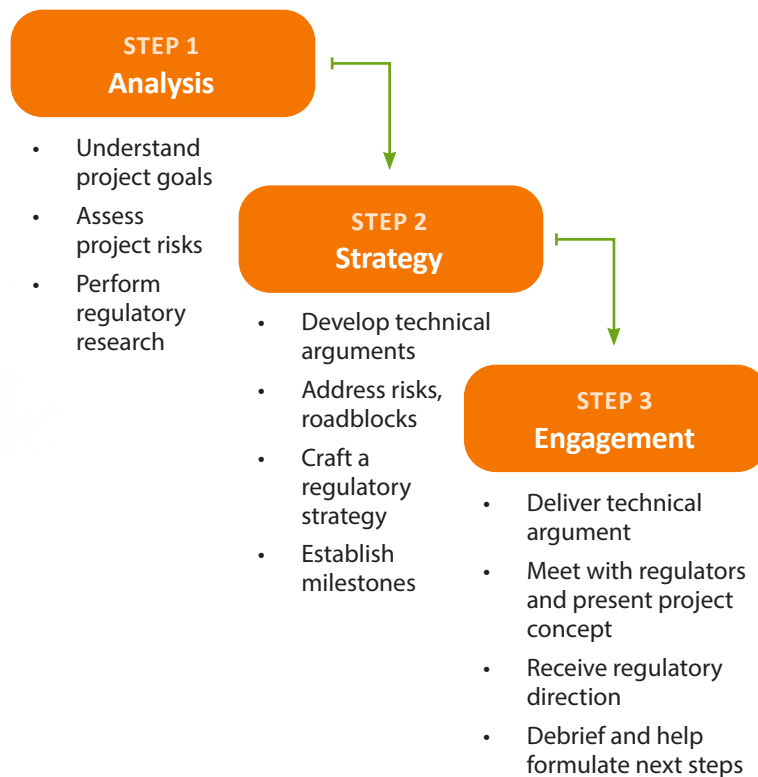 STEP 1
Analysis
• Understand
project goals
• Assess
project risks
• Perform
regulatory
research
STEP 2
Strategy
• Develop technical
arguments
• Address risks,
roadblocks
• Craft a
regulatory
strategy
• Establish
milestones
STEP 3
Engagement
• Deliver technical
argument
• Meet with regulators
and present project
concept
• Receive regulatory
direction
• Debrief and help
formulate next steps